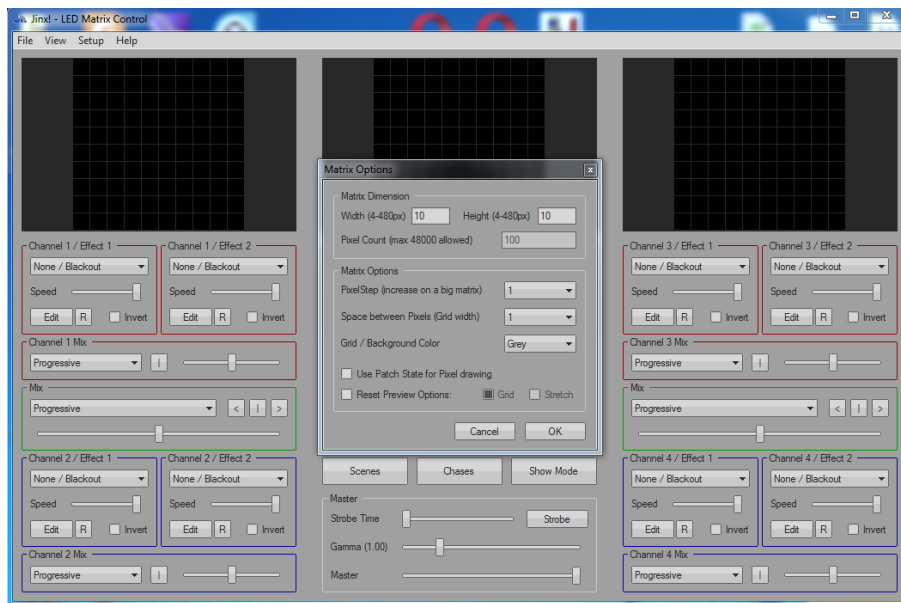 Jinx! - LED Matrix Control
File View Setup Help
Matrix Options
Matrix Dimension
Width (4-480px) 10 Height (4-480px) 10
Pixel Count (max 48000 allowed) 100
Matrix Options
PixelStep (increase on a big matrix) 1
Space between Pixels (Grid width) 1
Grid / Background Color Grey
Use Patch State for Pixel drawing
Reset Preview Options: Grid Stretch
Cancel OK
Channel 1 / Effect 1 Channel 1 / Effect 2
None / Blackout None / Blackout
Speed Speed
Edit R Invert Edit R Invert
Channel 1 Mix
Progressive I
Mix
Progressive < I >
Channel 2 / Effect 1 Channel 2 / Effect 2
None / Blackout None / Blackout
Speed Speed
Edit R Invert Edit R Invert
Channel 2 Mix
Progressive I
Scenes Chases Show Mode
Master
Strobe Time Strobe
Gamma (1.00)
Master
Channel 3 / Effect 1 Channel 3 / Effect 2
None / Blackout None / Blackout
Speed Speed
Edit R Invert Edit R Invert
Channel 3 Mix
Progressive I
Mix
Progressive < I >
Channel 4 / Effect 1 Channel 4 / Effect 2
None / Blackout None / Blackout
Speed Speed
Edit R Invert Edit R Invert
Channel 4 Mix
Progressive I